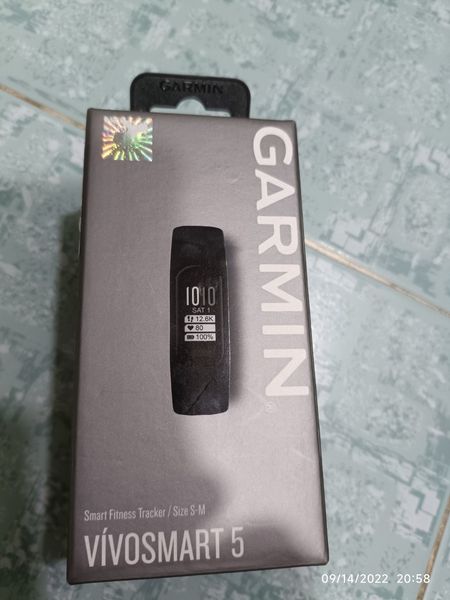 GARMIN
GARMIN
10 10
SAT 1
12.6K
80
100%
Smart Fitness Tracker / Size S-M
VÍVOSMART 5
09/14/2022 20:58